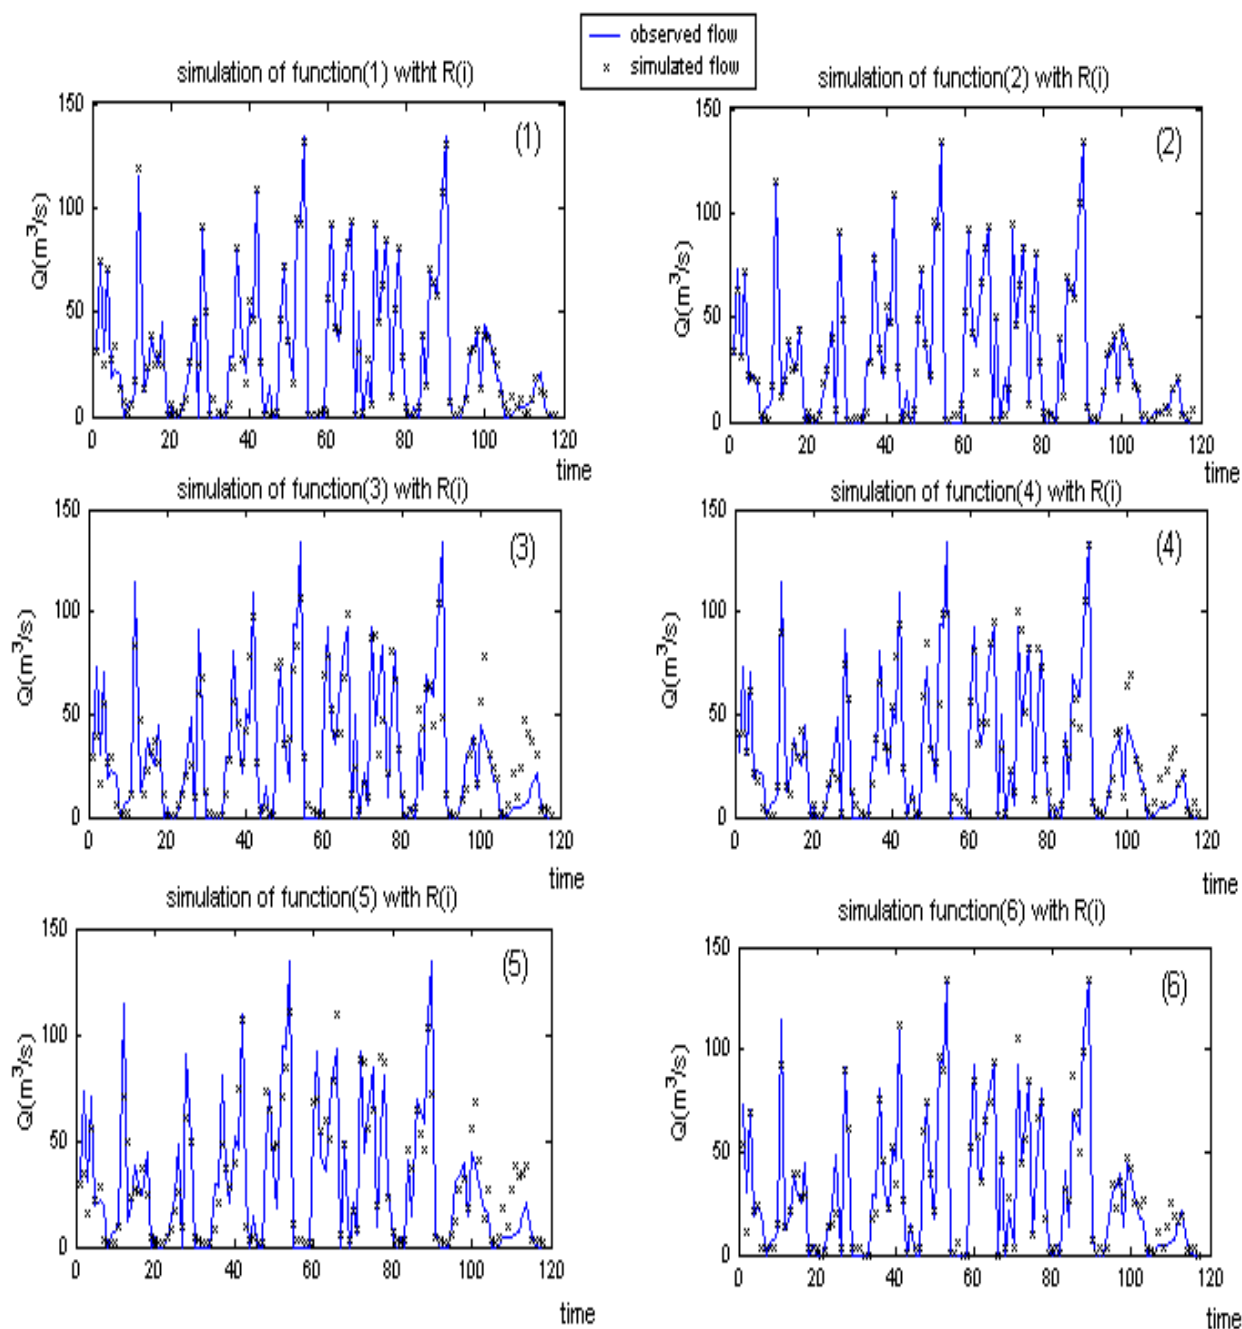 observed flow
simulated flow
simulation of function(1) witht R(i)
simulation of function(2) with R(i)
(1)
(2)
Q(m³/s)
Q(m³/s)
150
100
50
0
150
100
50
0
0 20 40 60 80 100 120
0 20 40 60 80 100 120
time
time
simulation of function(3) with R(i)
simulation of function(4) with R(i)
(3)
(4)
Q(m³/s)
Q(m³/s)
150
100
50
0
150
100
50
0
0 20 40 60 80 100 120
0 20 40 60 80 100 120
time
time
simulation of function(5) with R(i)
simulation function(6) with R(i)
(5)
(6)
Q(m³/s)
Q(m³/s)
150
100
50
0
150
100
50
0
0 20 40 60 80 100 120
0 20 40 60 80 100 120
time
time